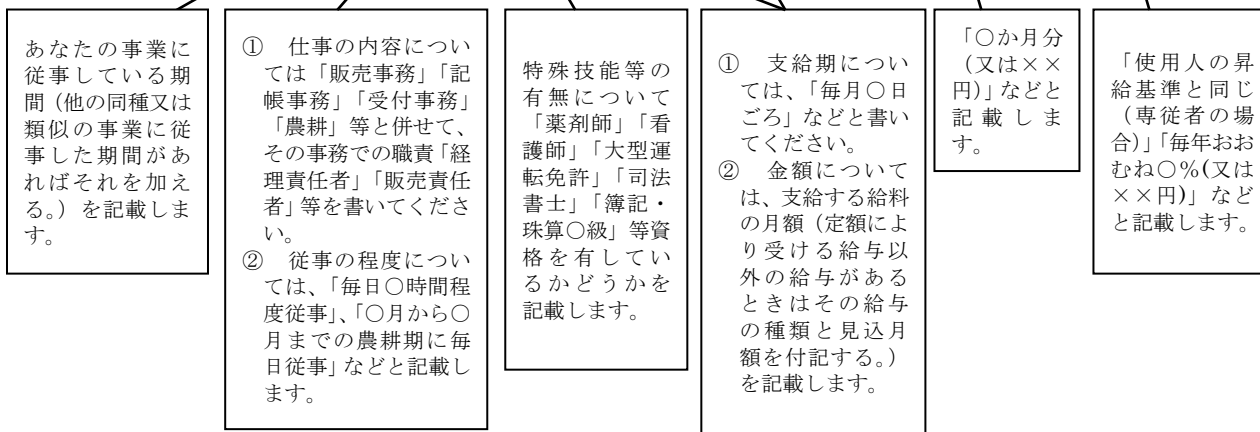 あなたの事業に
従事している期
間（他の同種又は
類似の事業に従
事した期間があ
ればそれを加え
る。）を記載しま
す。
① 仕事の内容につい
ては「販売事務」「記
帳事務」「受付事務」
「農耕」等と併せて、
その事務での職責「経
理責任者」「販売責任
者」等を書いてくださ
い。
② 従事の程度につい
ては、「毎日○時間程
度従事」、「○月から○
月までの農耕期に毎
日従事」などと記載し
ます。
特殊技能等の
有無について
「薬剤師」「看
護師」「大型運
転免許」「司法
書士」「簿記・
珠算○級」等資
格を有してい
るかどうかを
記載します。
① 支給期につい
ては、「毎月○日
ごろ」などと書い
てください。
② 金額について
は、支給する給料
の月額（定額によ
り受ける給与以
外の給与がある
ときはその給与
の種類と見込月
額を付記する。）
を記載します。
「○か月分
（又は××
円）」などと
記載しま
す。
「使用人の昇
給基準と同じ
（専従者の場
合）」「毎年おお
むね○％(又は
××円)」など
と記載します。